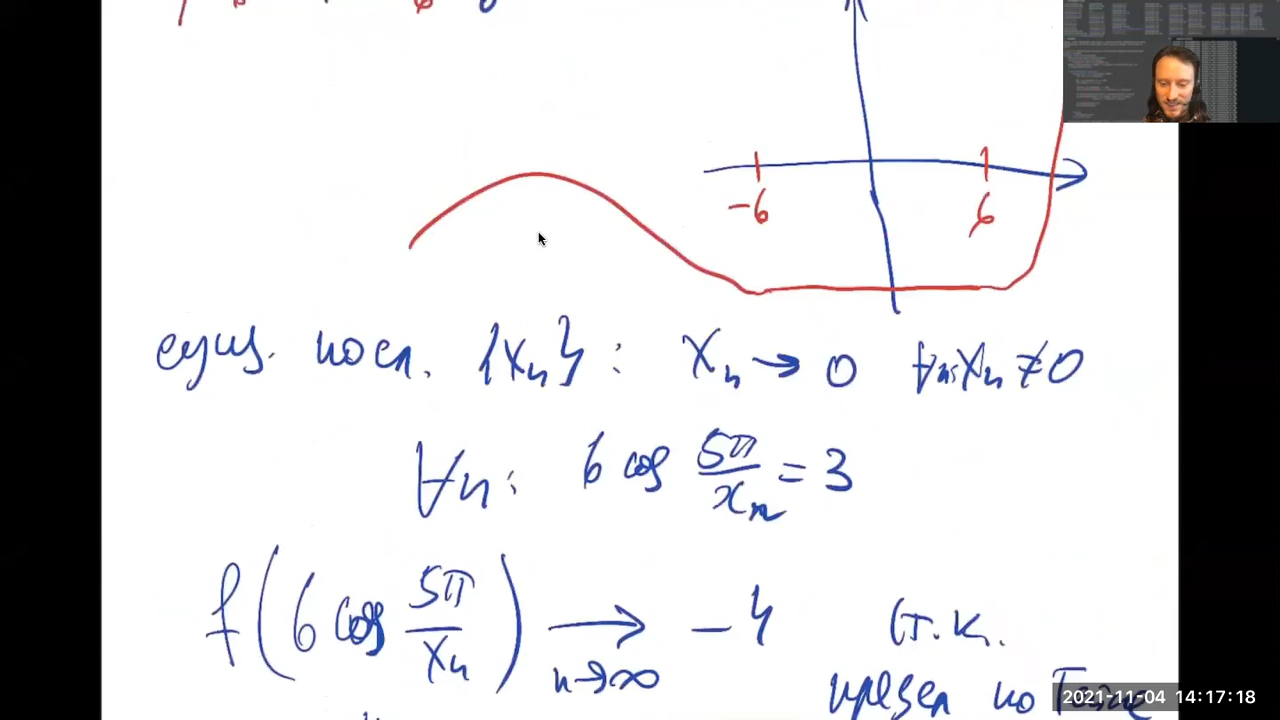 -6 6
сущ. посл. {xₙ} : xₙ → 0 ∀n: xₙ ≠ 0
∀n: 6 cos 5π/xₙ = 3
f(6 cos 5π/xₙ) → -4 (т.к.
n→∞
предел по Гейне
2021-11-04 14:17:18